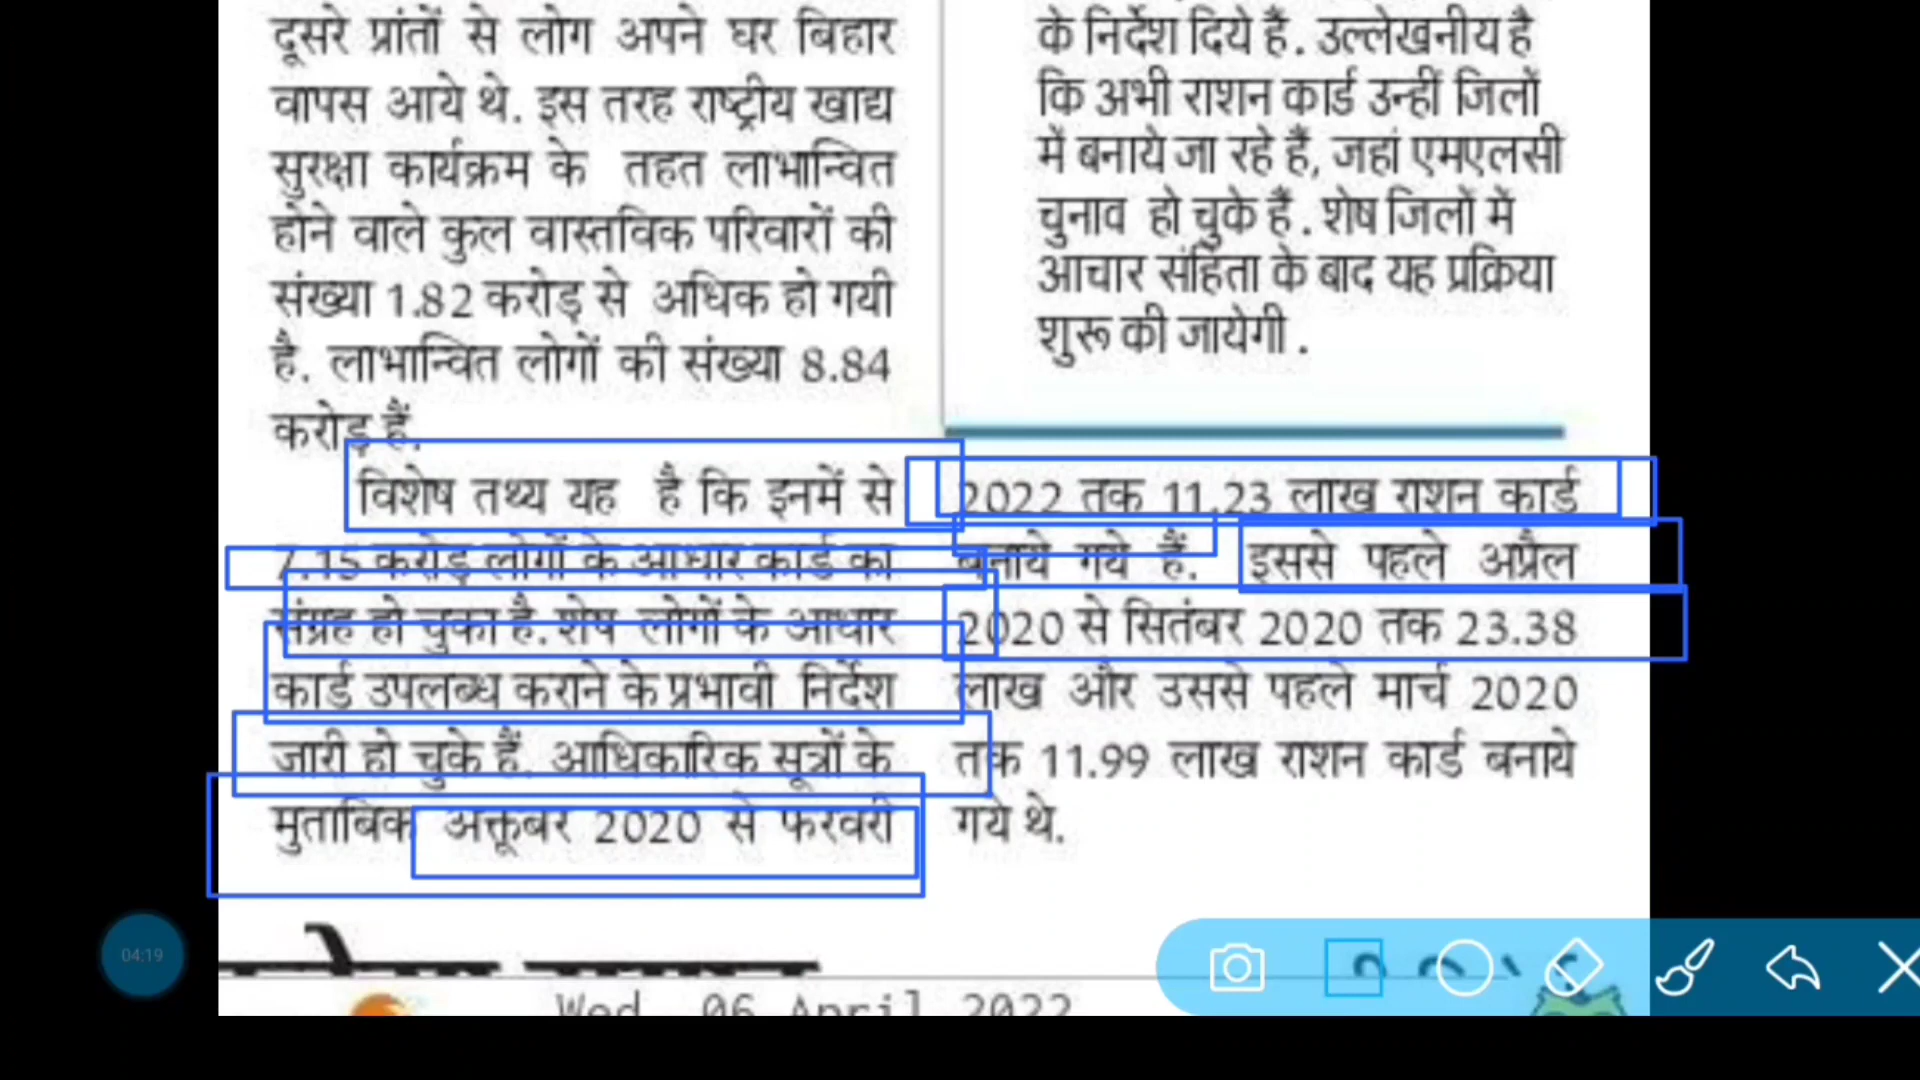 दूसरे प्रांतों से लोग अपने घर बिहार
वापस आये थे. इस तरह राष्ट्रीय खाद्य
सुरक्षा कार्यक्रम के तहत लाभान्वित
होने वाले कुल वास्तविक परिवारों की
संख्या 1.82 करोड़ से अधिक हो गयी
है. लाभान्वित लोगों की संख्या 8.84
करोड़ हैं.
विशेष तथ्य यह है कि इनमें से
7.15 करोड़ लोगों के आधार कार्ड का
संग्रह हो चुका है. शेष लोगों के आधार
कार्ड उपलब्ध कराने के प्रभावी निर्देश
जारी हो चुके हैं. आधिकारिक सूत्रों के
मुताबिक अक्तूबर 2020 से फरवरी
के निर्देश दिये हैं. उल्लेखनीय है
कि अभी राशन कार्ड उन्हीं जिलों
में बनाये जा रहे हैं, जहां एमएलसी
चुनाव हो चुके हैं. शेष जिलों में
आचार संहिता के बाद यह प्रक्रिया
शुरू की जायेगी.
2022 तक 11.23 लाख राशन कार्ड
बनाये गये हैं. इससे पहले अप्रैल
2020 से सितंबर 2020 तक 23.38
लाख और उससे पहले मार्च 2020
तक 11.99 लाख राशन कार्ड बनाये
गये थे.
04:19
Wed, 06 April 2022